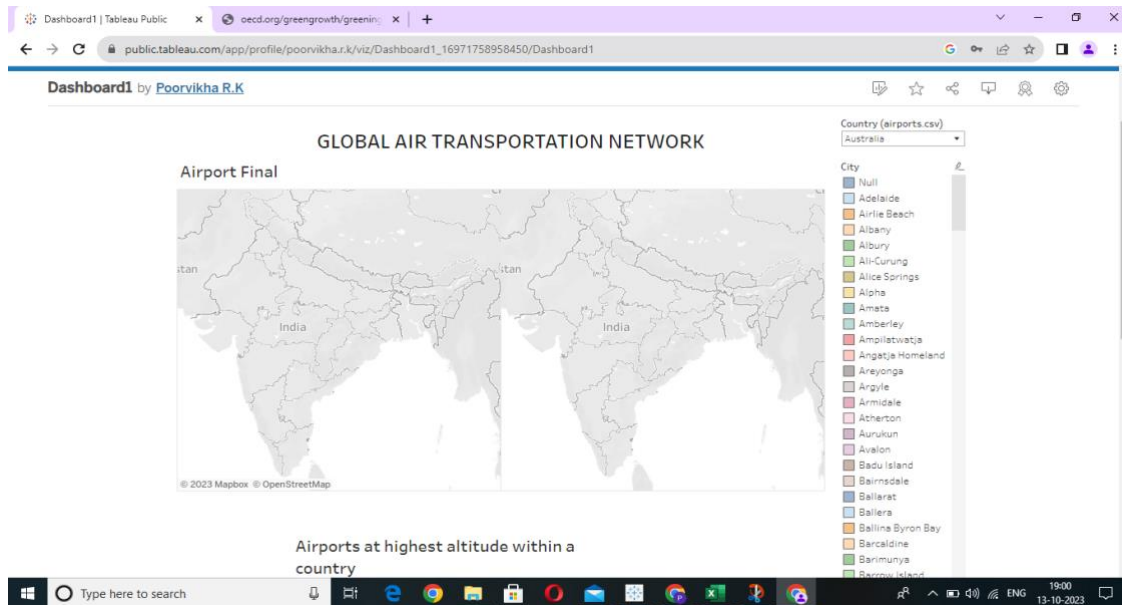 Dashboard1 | Tableau Public
oecd.org/greengrowth/greening
public.tableau.com/app/profile/poorvikha.r.k/viz/Dashboard1_16971758958450/Dashboard1
Dashboard1 by Poorvikha R.K
GLOBAL AIR TRANSPORTATION NETWORK
Airport Final
stan
India
stan
India
© 2023 Mapbox © OpenStreetMap
Airports at highest altitude within a
country
Country (airports.csv)
Australia
City
Null
Adelaide
Airlie Beach
Albany
Albury
Ali-Curung
Alice Springs
Alpha
Amata
Amberley
Ampilatwatja
Angatja Homeland
Areyonga
Argyle
Armidale
Atherton
Aurukun
Avalon
Badu Island
Bairnsdale
Ballarat
Ballera
Ballina Byron Bay
Barcaldine
Barimunya
Barrow Island
Type here to search
ENG
19:00
13-10-2023